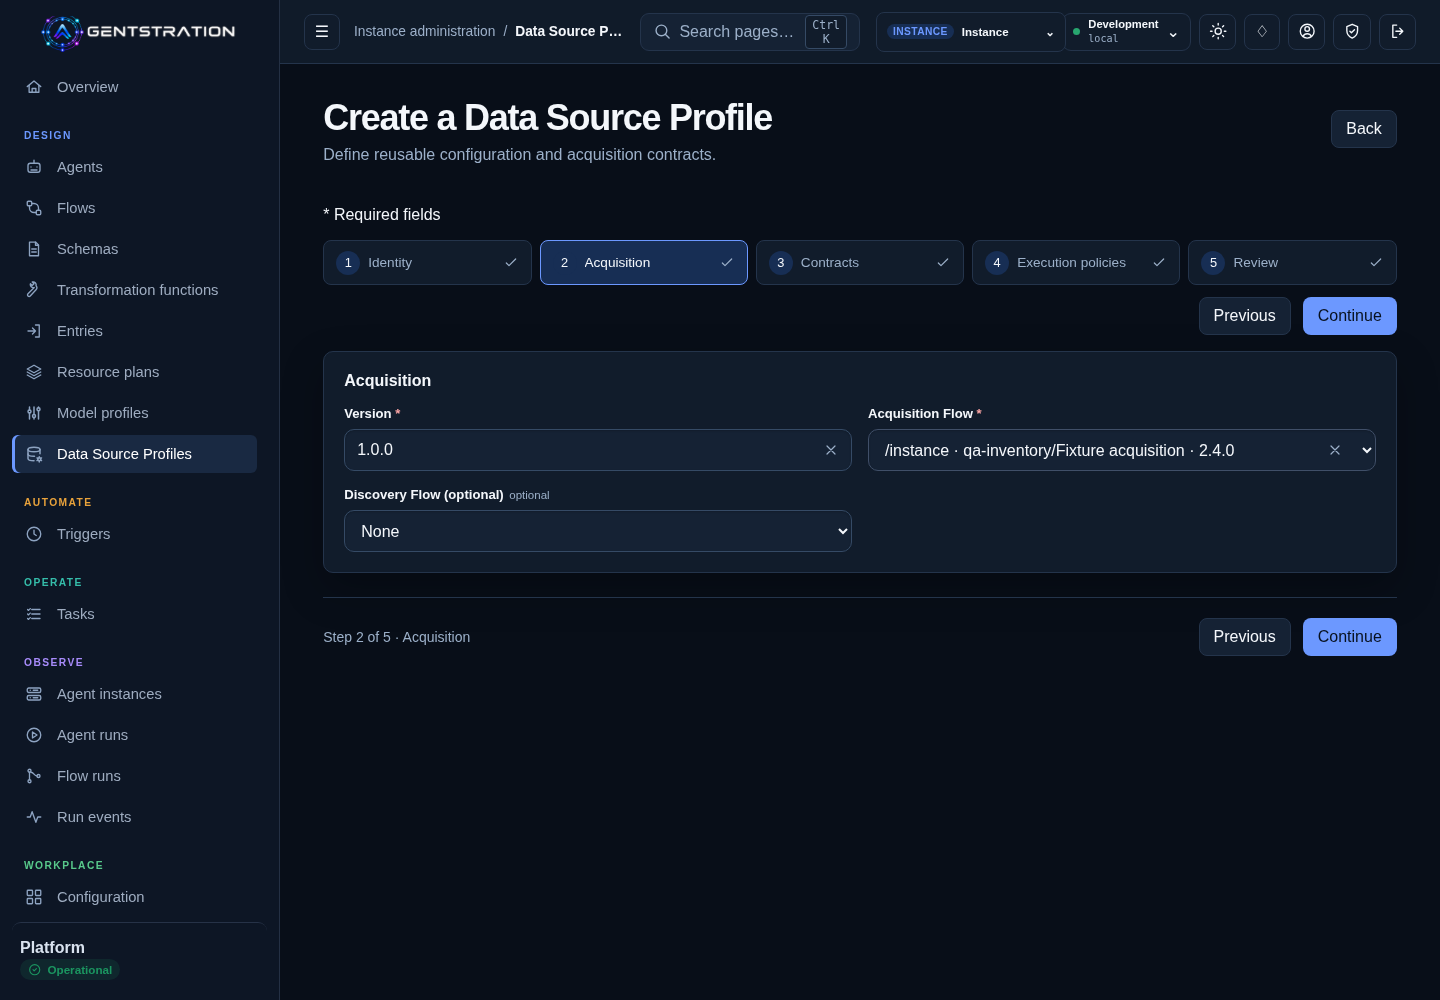 GENTSTRATION
Overview
DESIGN
Agents
Flows
Schemas
Transformation functions
Entries
Resource plans
Model profiles
Data Source Profiles
AUTOMATE
Triggers
OPERATE
Tasks
OBSERVE
Agent instances
Agent runs
Flow runs
Run events
WORKPLACE
Configuration
Platform
Operational
Instance administration / Data Source P…
Search pages…
Ctrl K
INSTANCE Instance
Development
local
Create a Data Source Profile
Define reusable configuration and acquisition contracts.
Back
* Required fields
1 Identity
2 Acquisition
3 Contracts
4 Execution policies
5 Review
Previous
Continue
Acquisition
Version *
1.0.0
Acquisition Flow *
/instance · qa-inventory/Fixture acquisition · 2.4.0
Discovery Flow (optional) optional
None
Step 2 of 5 · Acquisition
Previous
Continue